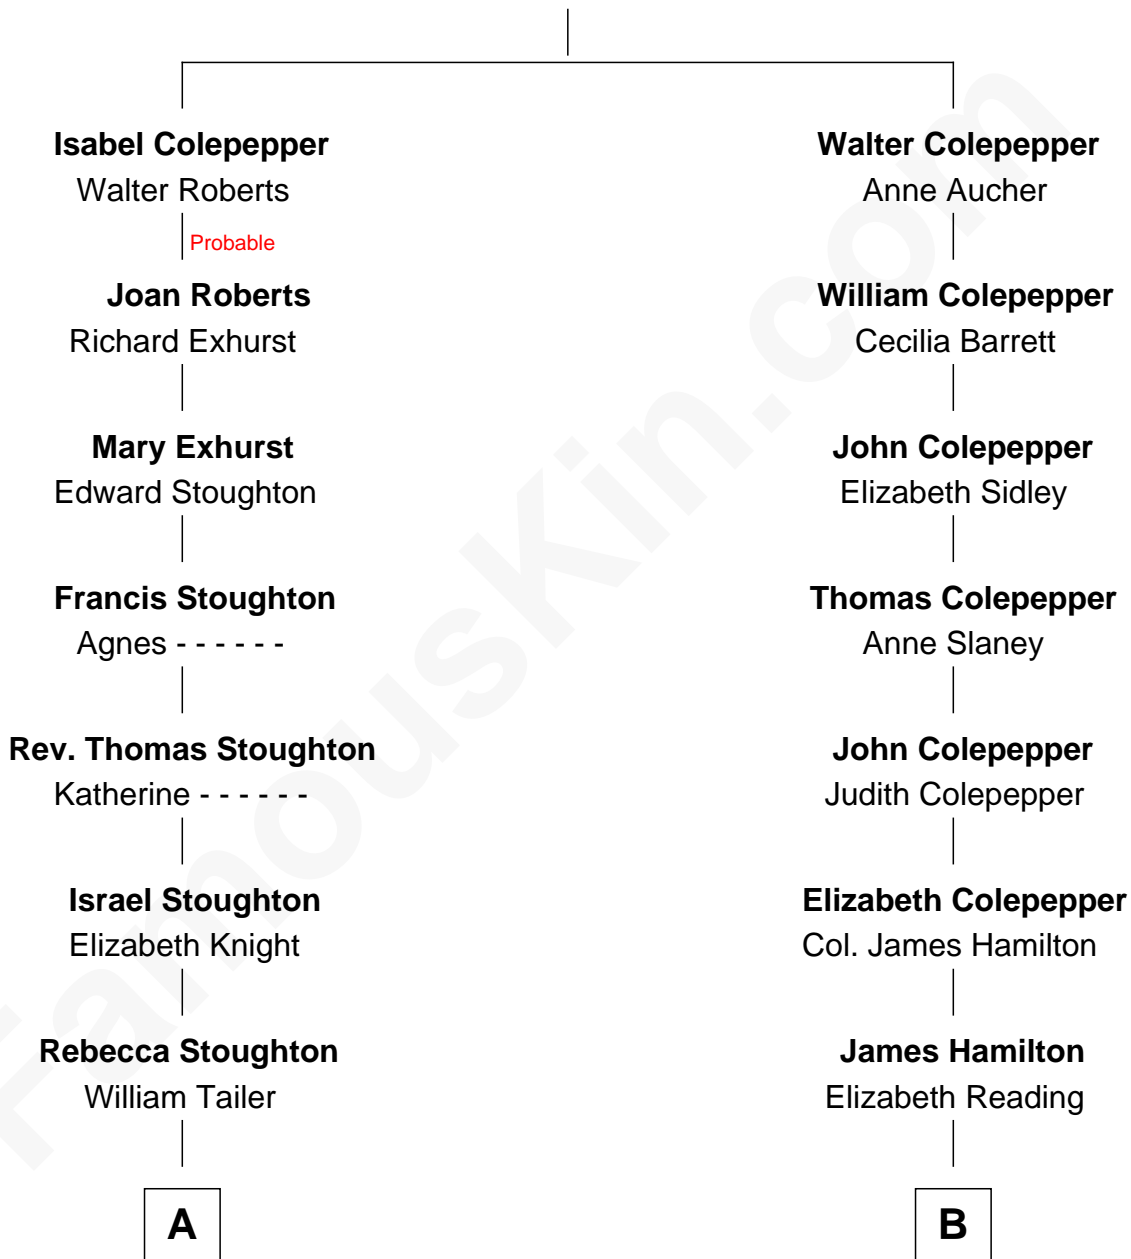 Isabel Colepepper
Walter Roberts
Probable
Joan Roberts
Richard Exhurst
Mary Exhurst
Edward Stoughton
Francis Stoughton
Agnes - - - - - -
Rev. Thomas Stoughton
Katherine - - - - - -
Israel Stoughton
Elizabeth Knight
Rebecca Stoughton
William Tailer
A
Walter Colepepper
Anne Aucher
William Colepepper
Cecilia Barrett
John Colepepper
Elizabeth Sidley
Thomas Colepepper
Anne Slaney
John Colepepper
Judith Colepepper
Elizabeth Colepepper
Col. James Hamilton
James Hamilton
Elizabeth Reading
B
FamousKin.com